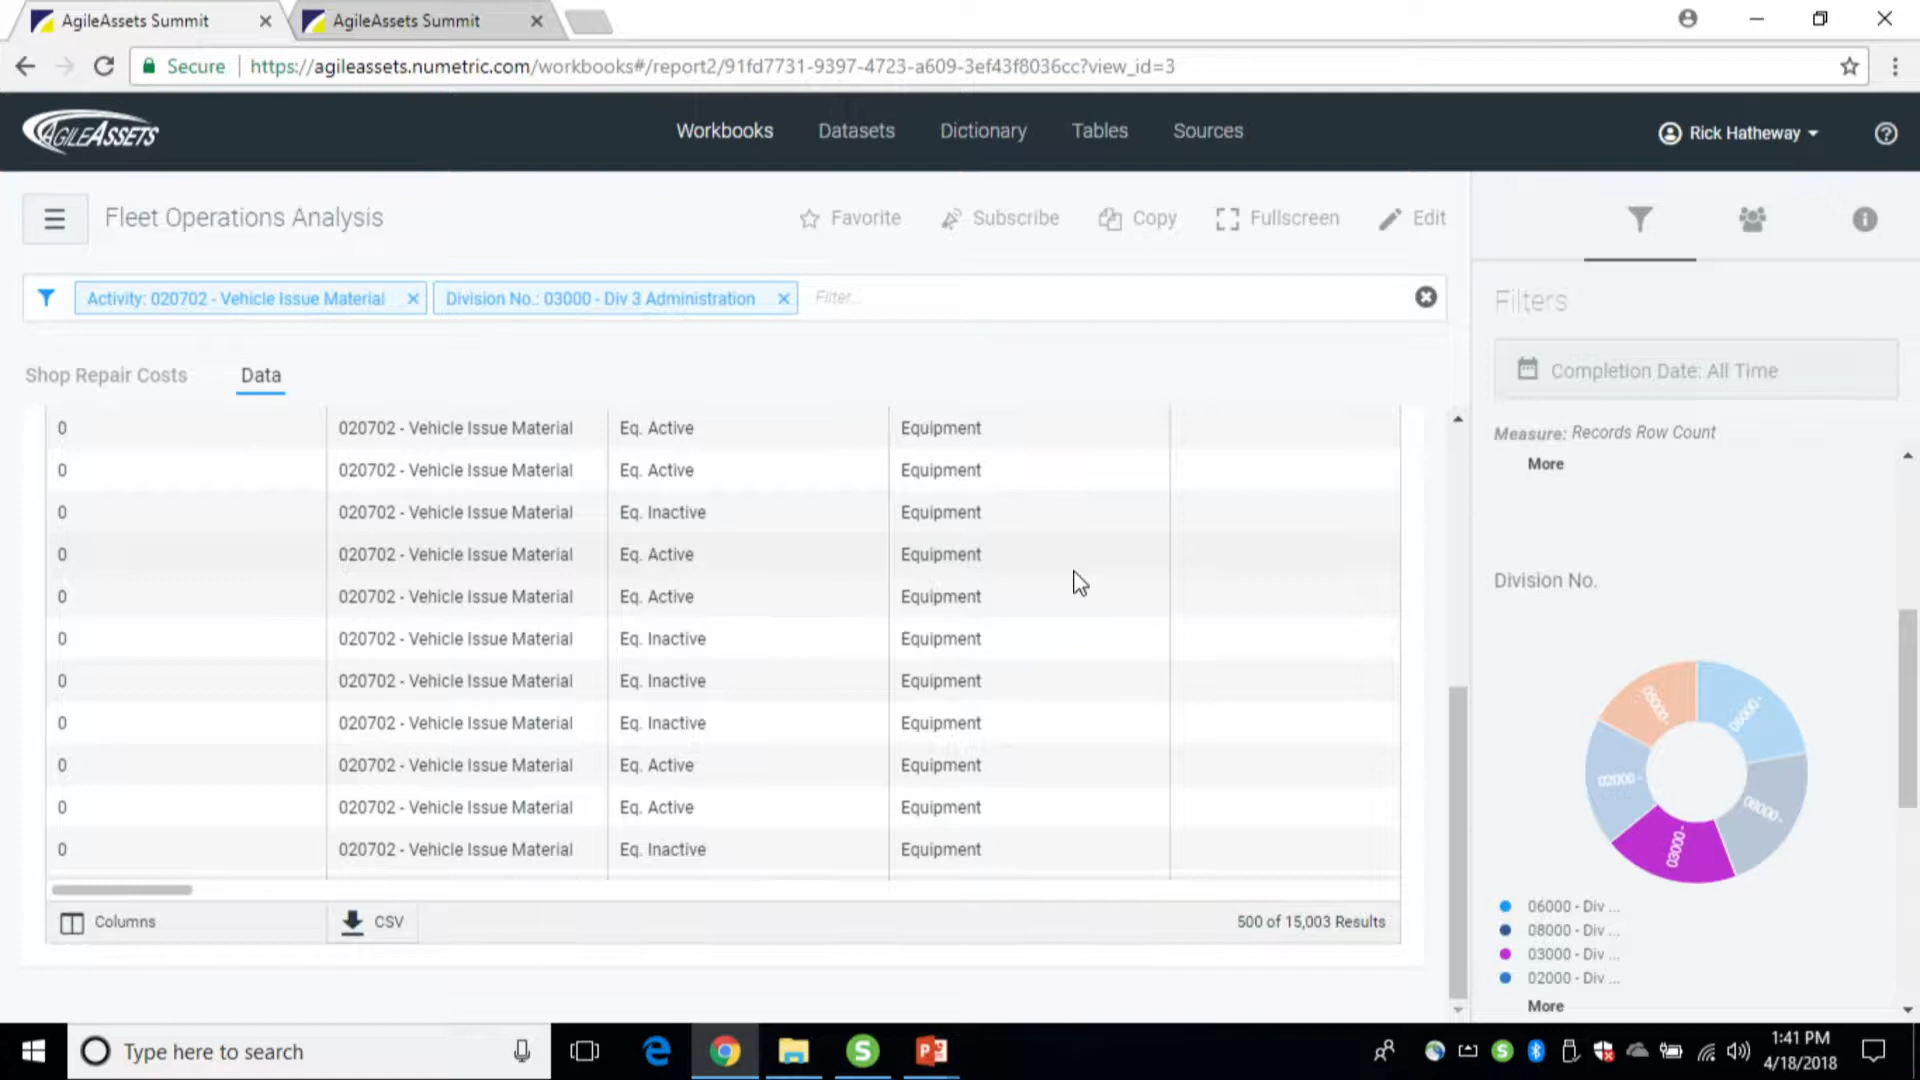 AgileAssets Summit
AgileAssets Summit
Secure
https://agileassets.numetric.com/workbooks#/report2/91fd7731-9397-4723-a609-3ef43f8036cc?view_id=3
AGILEASSETS
Workbooks
Datasets
Dictionary
Tables
Sources
Rick Hatheway
Fleet Operations Analysis
Favorite
Subscribe
Copy
Fullscreen
Edit
Activity: 020702 - Vehicle Issue Material
Division No.: 03000 - Div 3 Administration
Filter...
Shop Repair Costs
Data
0 020702 - Vehicle Issue Material Eq. Active Equipment
0 020702 - Vehicle Issue Material Eq. Active Equipment
0 020702 - Vehicle Issue Material Eq. Inactive Equipment
0 020702 - Vehicle Issue Material Eq. Active Equipment
0 020702 - Vehicle Issue Material Eq. Active Equipment
0 020702 - Vehicle Issue Material Eq. Inactive Equipment
0 020702 - Vehicle Issue Material Eq. Inactive Equipment
0 020702 - Vehicle Issue Material Eq. Inactive Equipment
0 020702 - Vehicle Issue Material Eq. Active Equipment
0 020702 - Vehicle Issue Material Eq. Active Equipment
0 020702 - Vehicle Issue Material Eq. Inactive Equipment
Columns
CSV
500 of 15,003 Results
Filters
Completion Date: All Time
Measure: Records Row Count
More
Division No.
05000 -
06000 -
02000 -
08000 -
03000 -
06000 - Div ...
08000 - Div ...
03000 - Div ...
02000 - Div ...
More
Type here to search
1:41 PM
4/18/2018